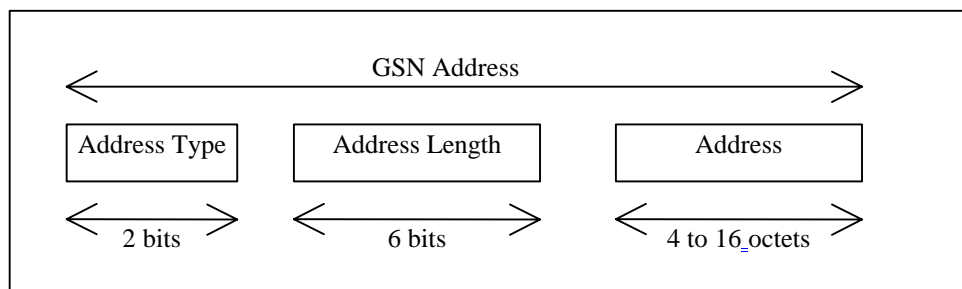 GSN Address
Address Type Address Length Address
2 bits 6 bits 4 to 16 octets